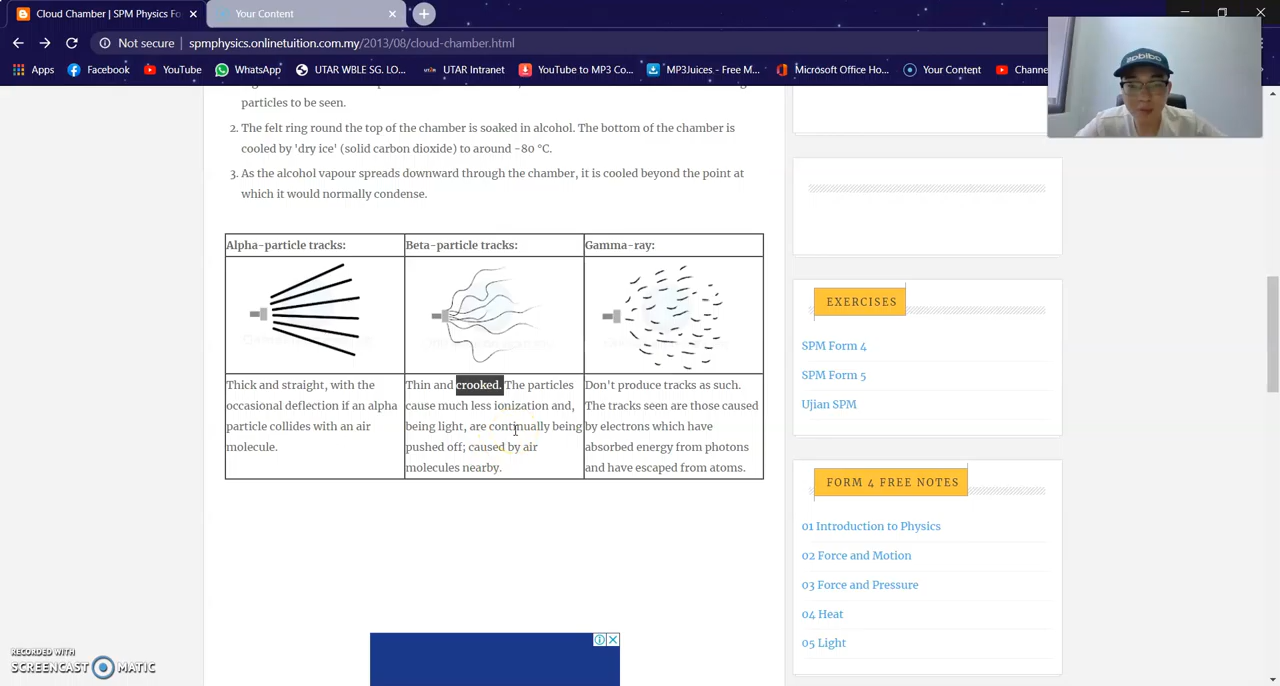 Cloud Chamber | SPM Physics Fo
Your Content
Not secure
spmphysics.onlinetuition.com.my/2013/08/cloud-chamber.html
Apps
Facebook
YouTube
WhatsApp
UTAR WBLE SG. LO...
UTAR Intranet
YouTube to MP3 Co...
MP3Juices - Free M...
Microsoft Office Ho...
Your Content
Channe
particles to be seen.
2. The felt ring round the top of the chamber is soaked in alcohol. The bottom of the chamber is
cooled by 'dry ice' (solid carbon dioxide) to around -80 °C.
3. As the alcohol vapour spreads downward through the chamber, it is cooled beyond the point at
which it would normally condense.
Alpha-particle tracks:
Beta-particle tracks:
Gamma-ray:
Thick and straight, with the
occasional deflection if an alpha
particle collides with an air
molecule.
Thin and crooked. The particles
cause much less ionization and,
being light, are continually being
pushed off; caused by air
molecules nearby.
Don't produce tracks as such.
The tracks seen are those caused
by electrons which have
absorbed energy from photons
and have escaped from atoms.
EXERCISES
SPM Form 4
SPM Form 5
Ujian SPM
FORM 4 FREE NOTES
01 Introduction to Physics
02 Force and Motion
03 Force and Pressure
04 Heat
05 Light
RECORDED WITH
SCREENCAST MATIC